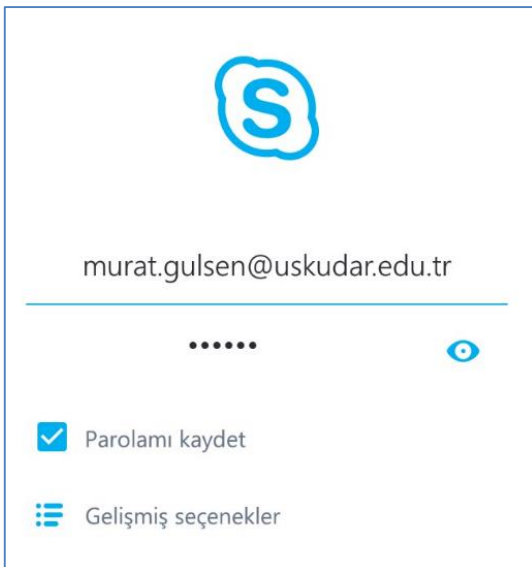 S
murat.gulsen@uskudar.edu.tr
••••••
Parolamı kaydet
Gelişmiş seçenekler